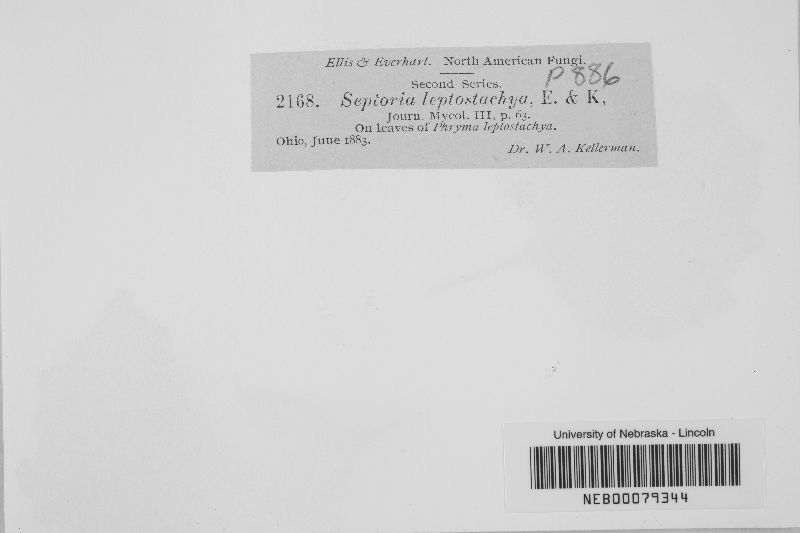 Ellis & Everhart. North American Fungi.
Second Series.
P 886
2168. Septoria leptostachya, E. & K,
Journ. Mycol. III, p. 63.
On leaves of Phryma leptostachya.
Ohio, June 1883.
Dr. W. A. Kellerman.
University of Nebraska - Lincoln
NEB00079344